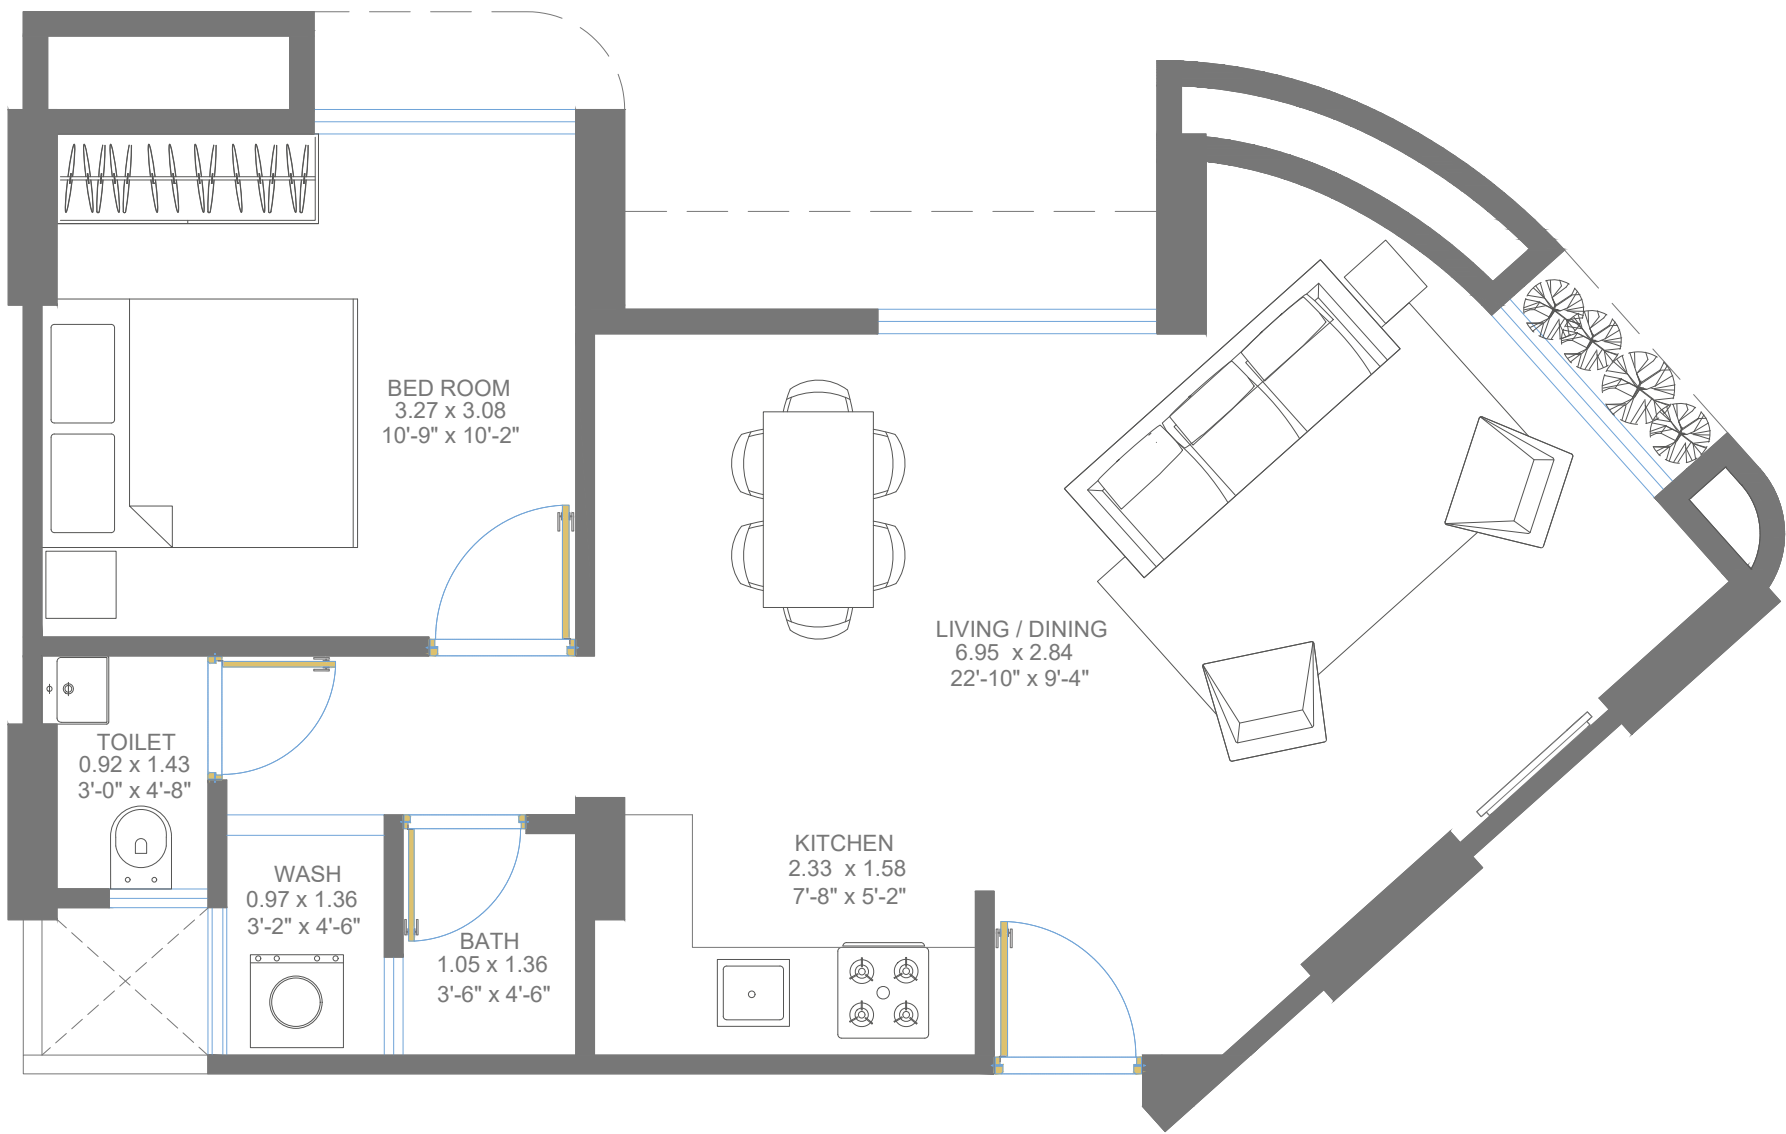 BED ROOM
3.27 x 3.08
10'-9" x 10'-2"
LIVING / DINING
6.95 x 2.84
22'-10" x 9'-4"
TOILET
0.92 x 1.43
3'-0" x 4'-8"
KITCHEN
2.33 x 1.58
7'-8" x 5'-2"
WASH
0.97 x 1.36
3'-2" x 4'-6"
BATH
1.05 x 1.36
3'-6" x 4'-6"